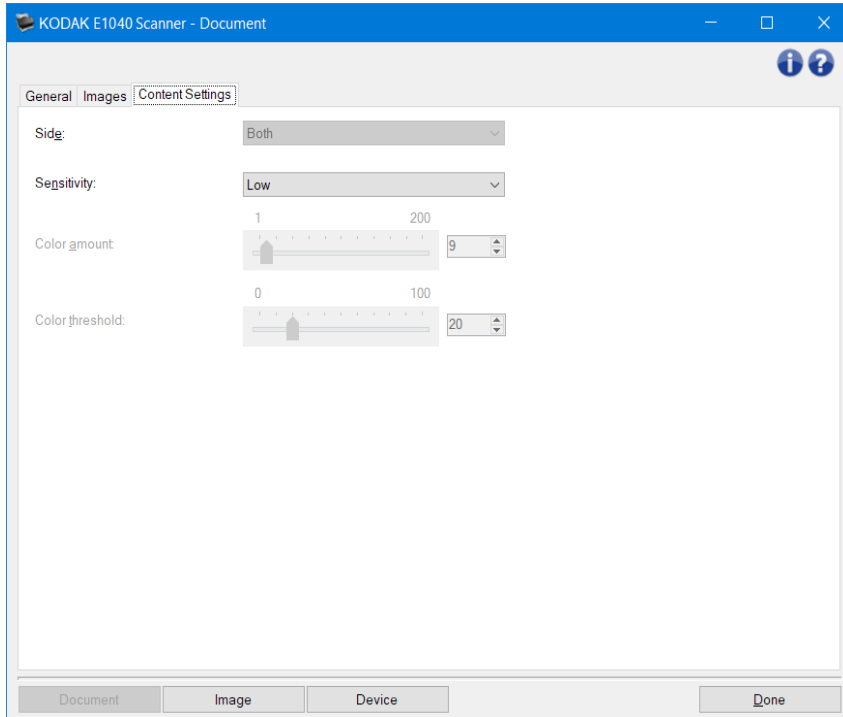 KODAK E1040 Scanner - Document
General Images Content Settings
Side: Both
Sensitivity: Low
1 200
Color amount: 9
0 100
Color threshold: 20
Document Image Device Done